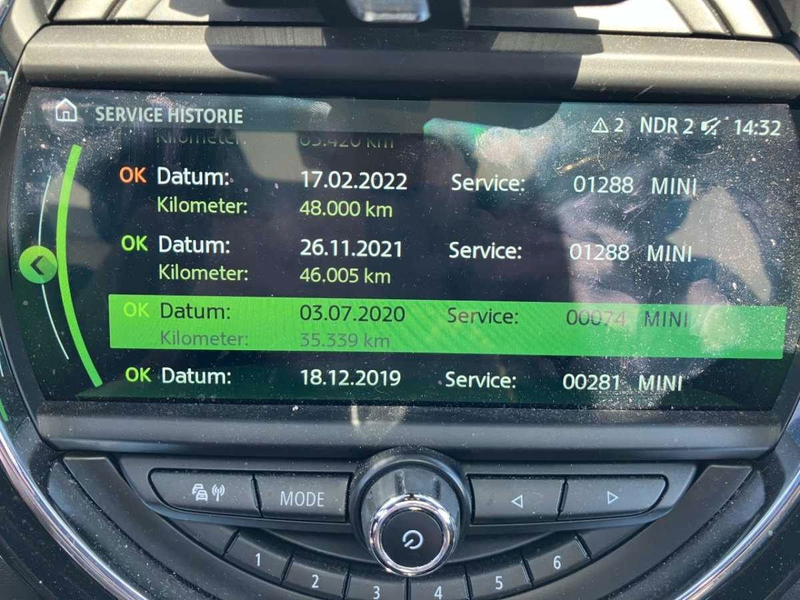 SERVICE HISTORIE
2 NDR 2 14:32
Kilometer: km
OK Datum: 17.02.2022 Service: 01288 MINI
Kilometer: 48.000 km
OK Datum: 26.11.2021 Service: 01288 MINI
Kilometer: 46.005 km
OK Datum: 03.07.2020 Service: 00074 MINI
Kilometer: 35.339 km
OK Datum: 18.12.2019 Service: 00281 MINI
MODE
1 2 3 4 5 6